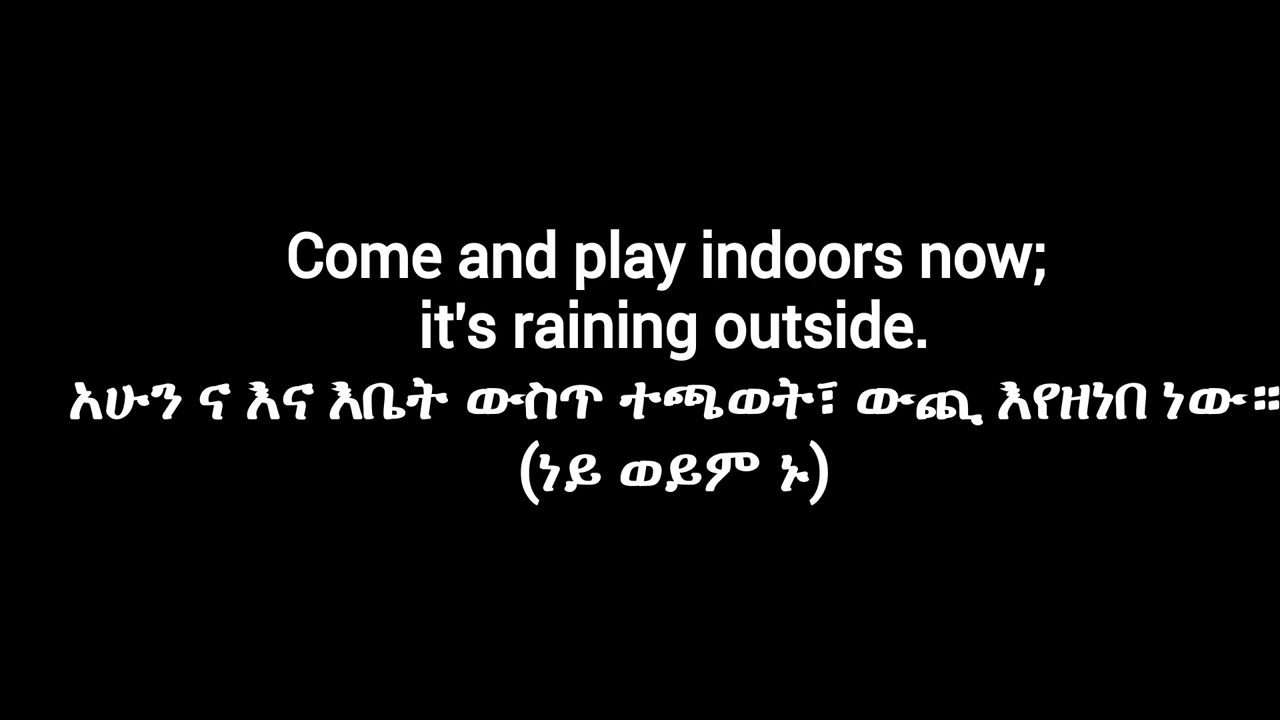 Come and play indoors now;
it's raining outside.
አሁን ና እና እቤት ውስጥ ተጫወት፣ ውጪ እየዘነበ ነው።
(ነይ ወይም ኑ)